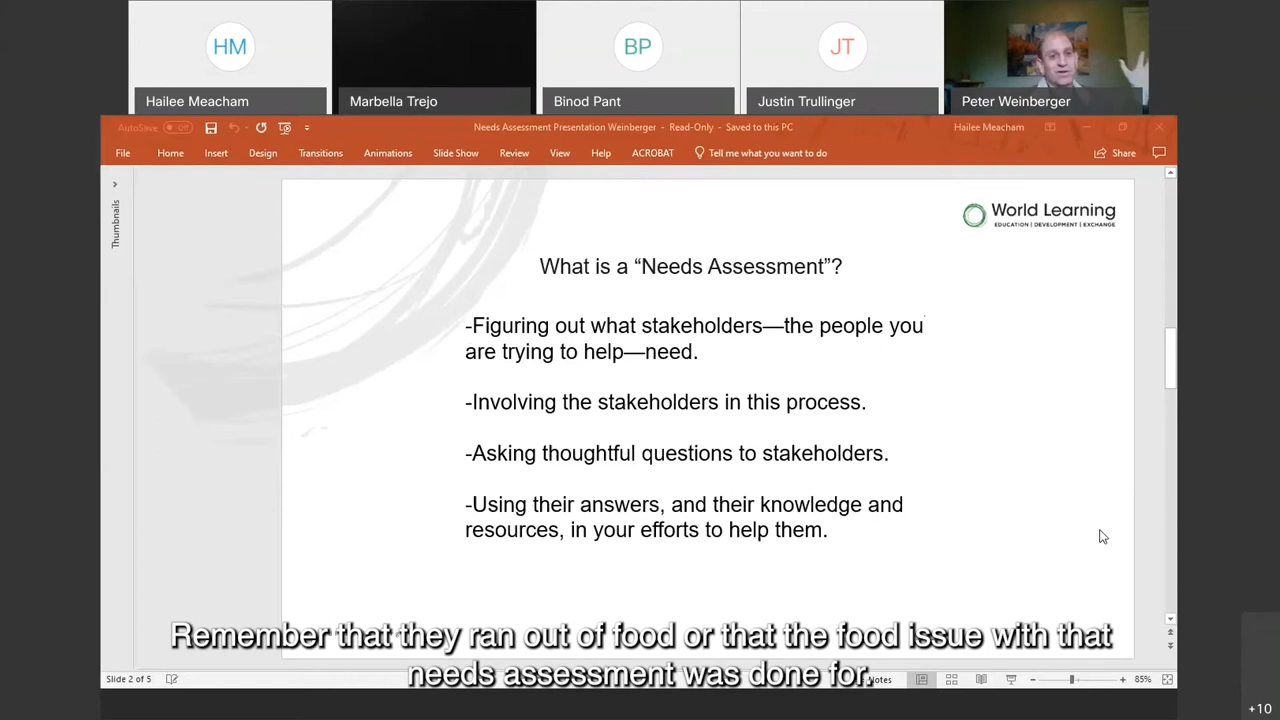 HM
BP
JT
Hailee Meacham
Marbella Trejo
Binod Pant
Justin Trullinger
Peter Weinberger
AutoSave Off
Needs Assessment Presentation Weinberger - Read-Only - Saved to this PC
Hailee Meacham
File Home Insert Design Transitions Animations Slide Show Review View Help ACROBAT Tell me what you want to do Share
Thumbnails
World Learning
EDUCATION | DEVELOPMENT | EXCHANGE
What is a “Needs Assessment”?
-Figuring out what stakeholders—the people you
are trying to help—need.
-Involving the stakeholders in this process.
-Asking thoughtful questions to stakeholders.
-Using their answers, and their knowledge and
resources, in your efforts to help them.
Remember that they ran out of food or that the food issue with that
needs assessment was done for.
Slide 2 of 5
Notes
85%
+10